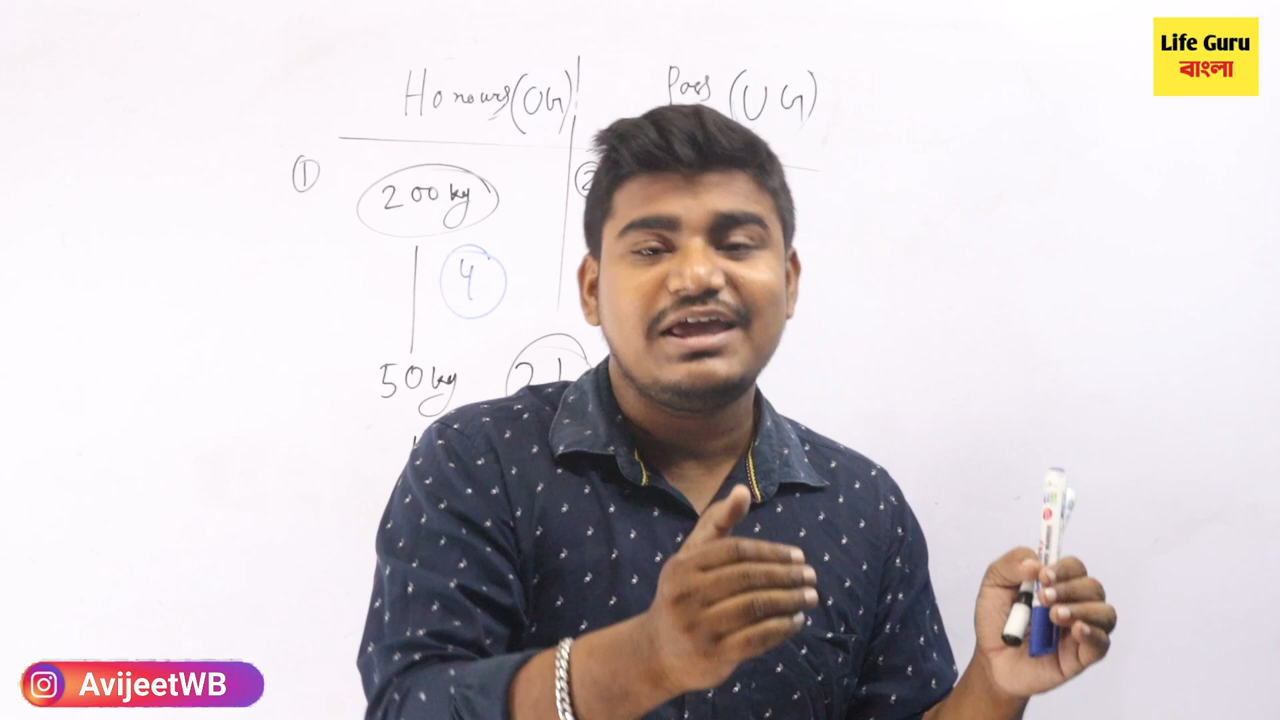 Life Guru
বাংলা
Honours (UG)
Pass (UG)
①
200 kg
4
50 kg
AvijeetWB